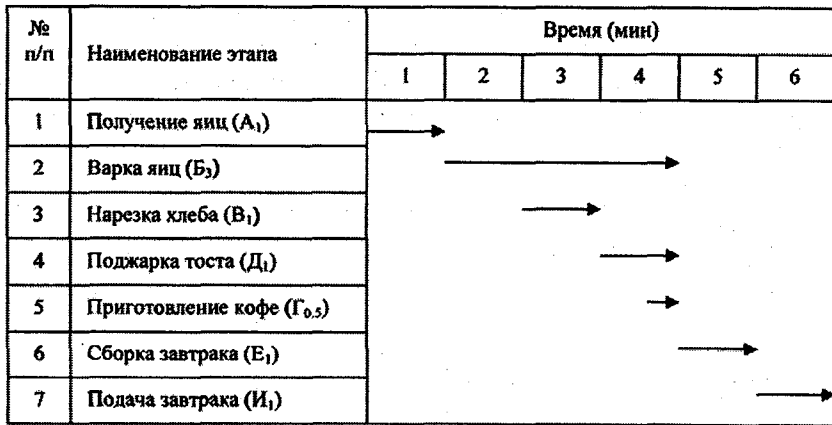 № п/п Наименование этапа Время (мин)
1 2 3 4 5 6
1 Получение яиц (А₁)
2 Варка яиц (Б₃)
3 Нарезка хлеба (В₁)
4 Поджарка тоста (Д₁)
5 Приготовление кофе (Г₀,₅)
6 Сборка завтрака (Е₁)
7 Подача завтрака (И₁)